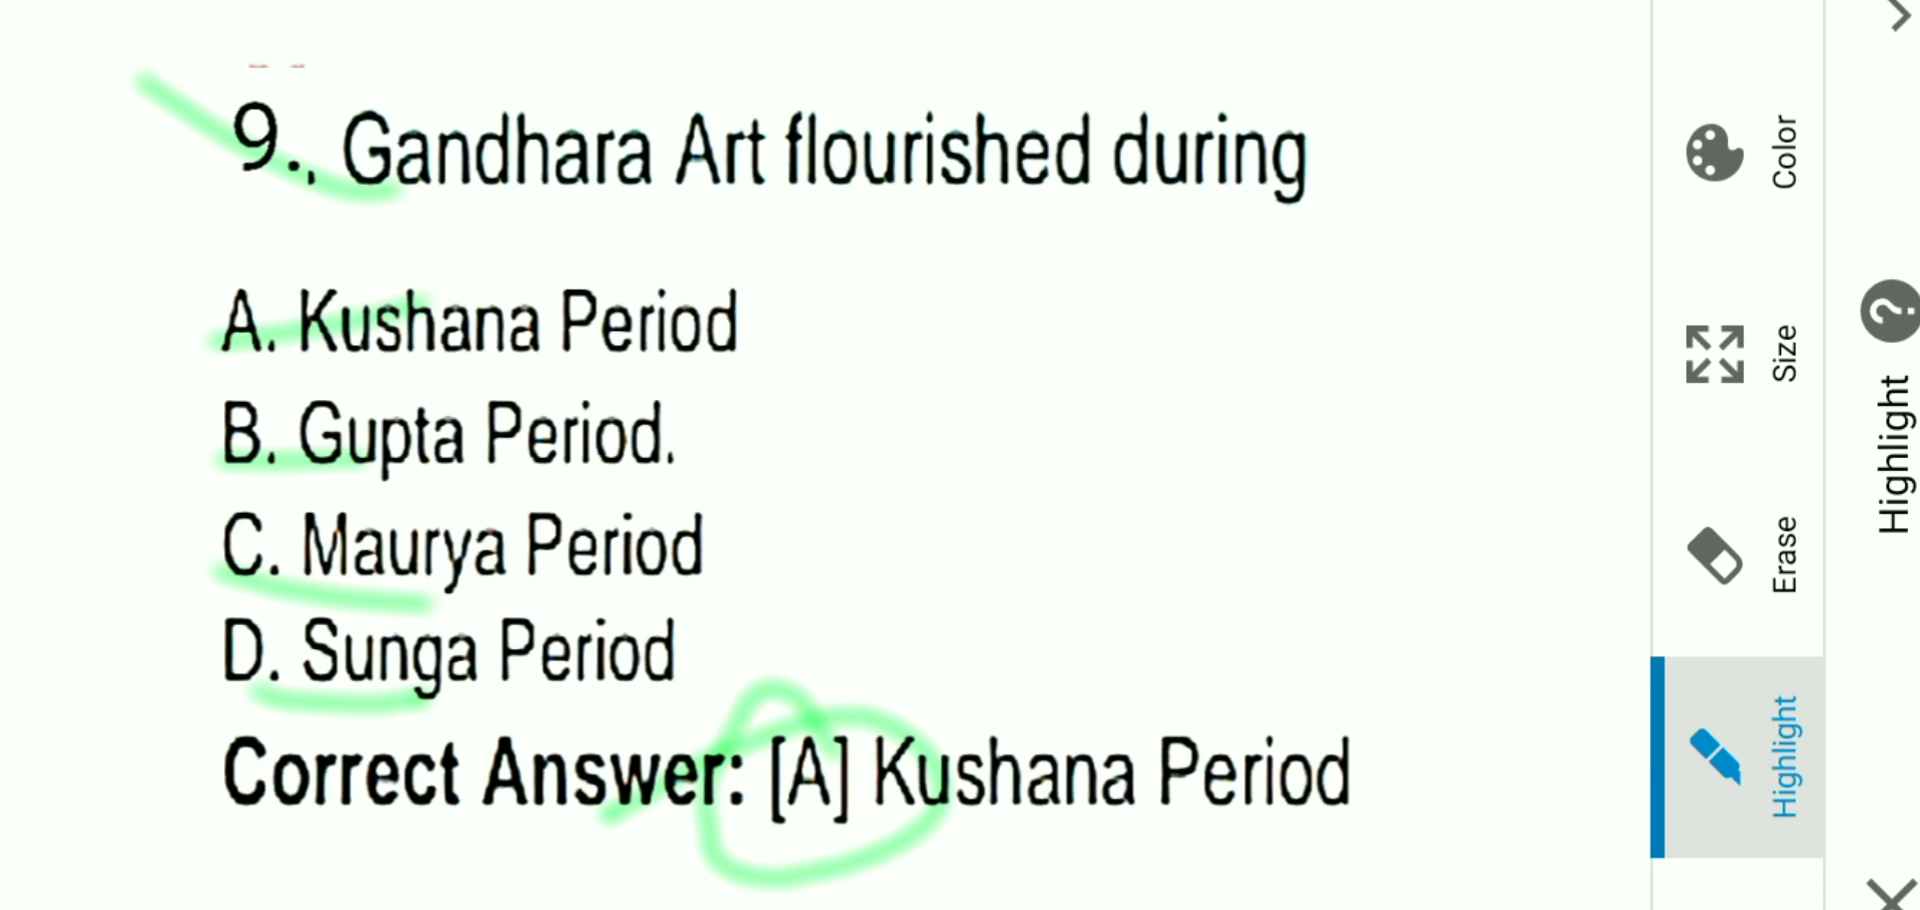 9., Gandhara Art flourished during
A. Kushana Period
B. Gupta Period.
C. Maurya Period
D. Sunga Period
Correct Answer: [A] Kushana Period
Color
Size
Erase
Highlight
Highlight